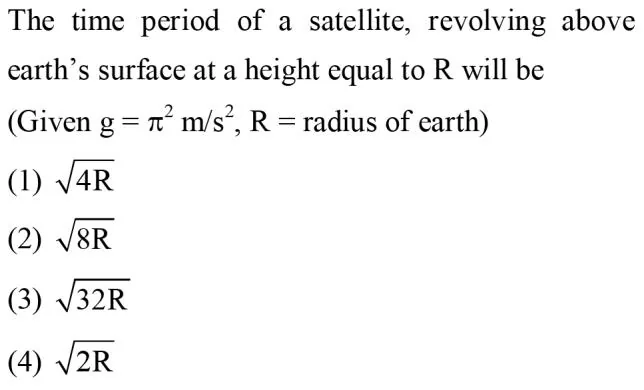 The time period of a satellite, revolving above
earth's surface at a height equal to R will be
(Given g = π² m/s², R = radius of earth)
(1) √4R
(2) √8R
(3) √32R
(4) √2R